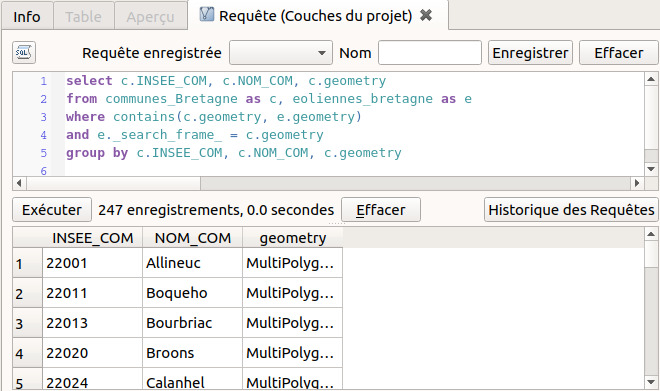 Info Table Aperçu Requête (Couches du projet)
SQL Requête enregistrée Nom Enregistrer Effacer
1 select c.INSEE_COM, c.NOM_COM, c.geometry
2 from communes_Bretagne as c, eoliennes_bretagne as e
3 where contains(c.geometry, e.geometry)
4 and e._search_frame_ = c.geometry
5 group by c.INSEE_COM, c.NOM_COM, c.geometry
6
Exécuter 247 enregistrements, 0.0 secondes Effacer Historique des Requêtes
INSEE_COM NOM_COM geometry
1 22001 Allineuc MultiPolyg...
2 22011 Boqueho MultiPolyg...
3 22013 Bourbriac MultiPolyg...
4 22020 Broons MultiPolyg...
5 22024 Calanhel MultiPolyg...